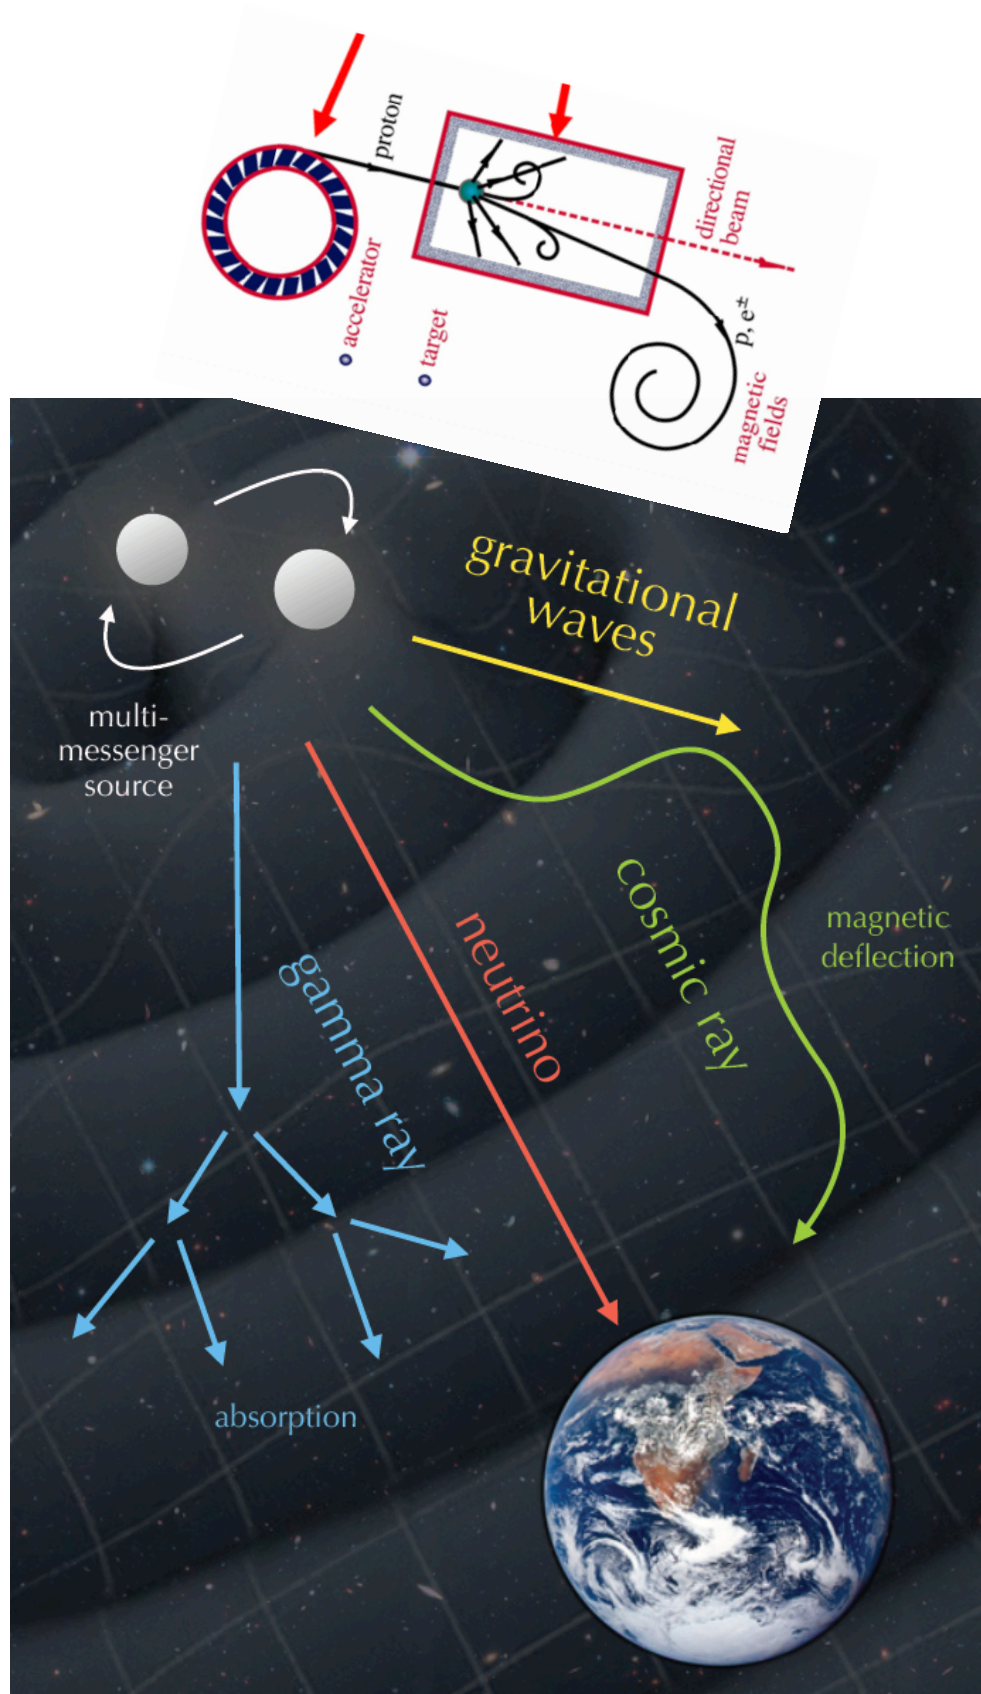 proton
directional
beam
accelerator
target
p, e±
magnetic
fields
gravitational
waves
multi-
messenger
source
cosmic ray
magnetic
deflection
neutrino
gamma ray
absorption